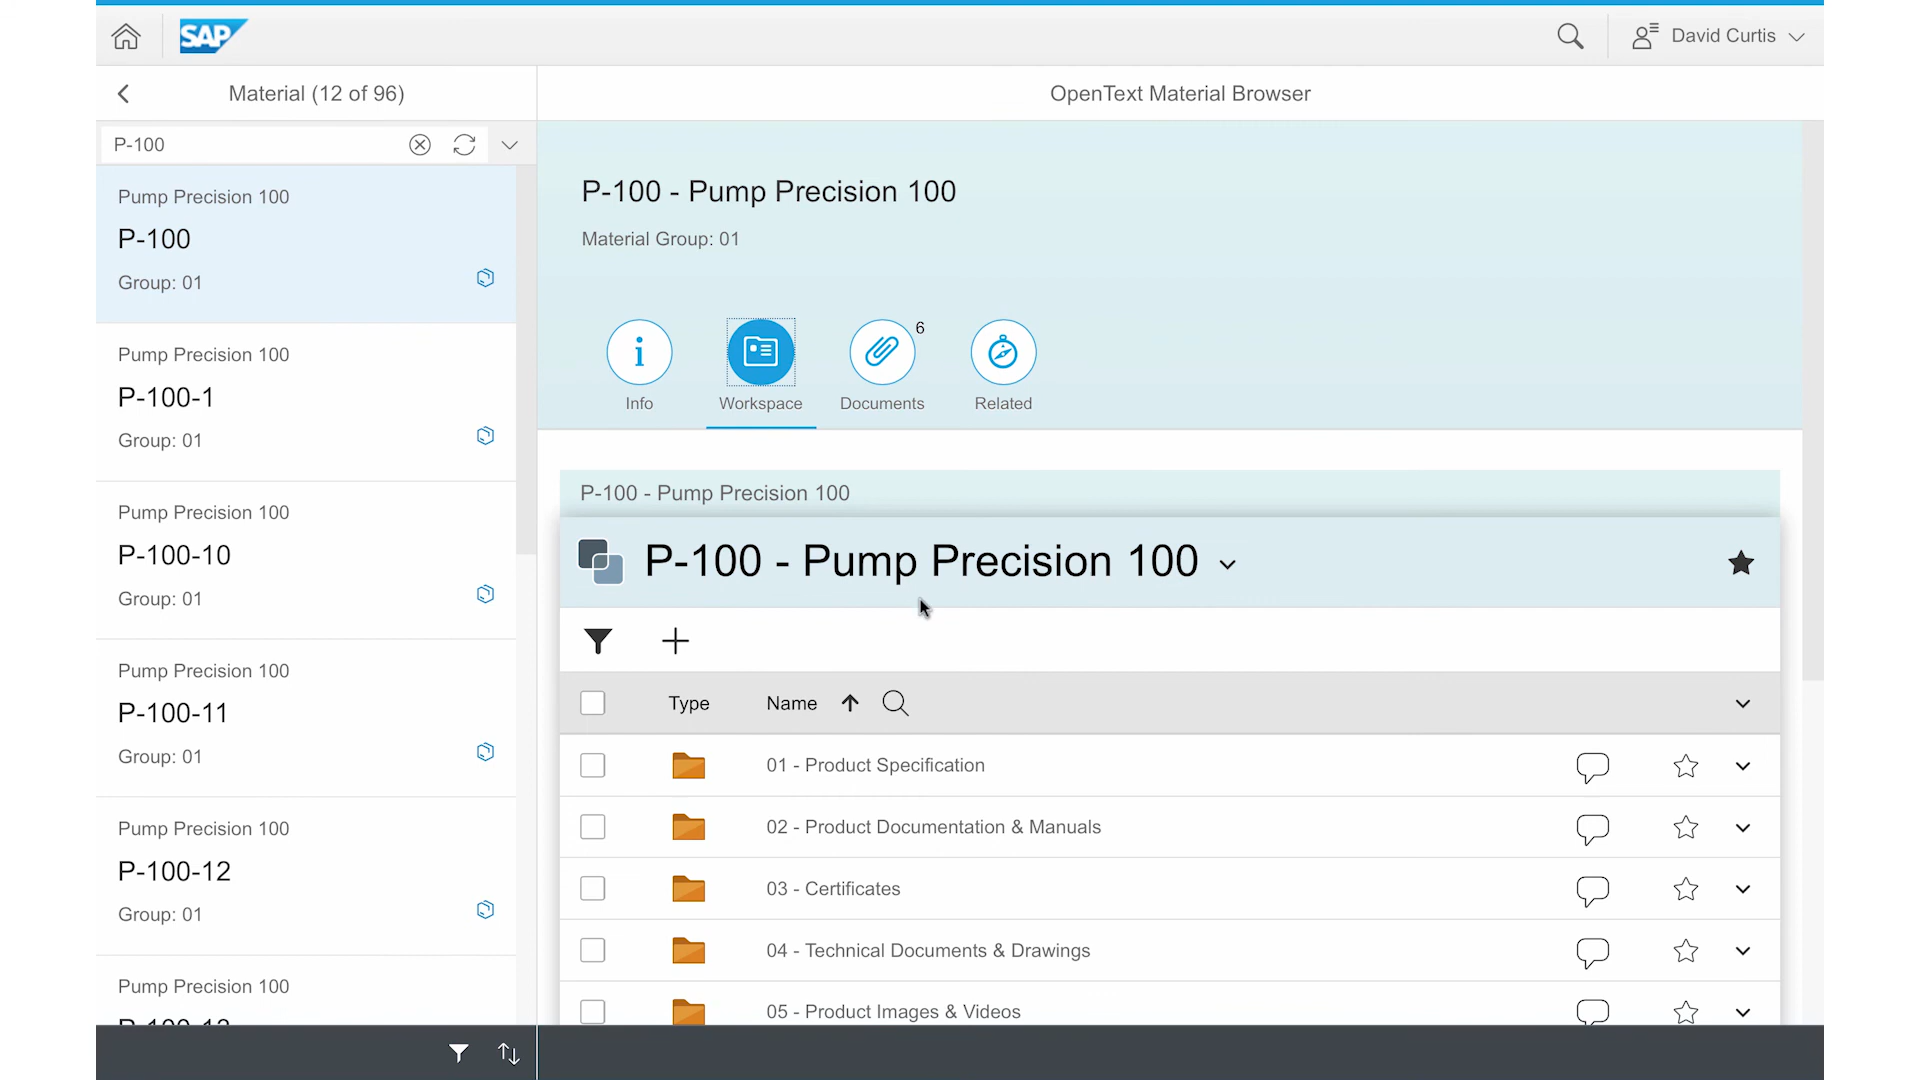 SAP
David Curtis
Material (12 of 96)
OpenText Material Browser
P-100
Pump Precision 100
P-100
Group: 01
Pump Precision 100
P-100-1
Group: 01
Pump Precision 100
P-100-10
Group: 01
Pump Precision 100
P-100-11
Group: 01
Pump Precision 100
P-100-12
Group: 01
Pump Precision 100
P-100 - Pump Precision 100
Material Group: 01
6
Info
Workspace
Documents
Related
P-100 - Pump Precision 100
P-100 - Pump Precision 100
Type
Name
01 - Product Specification
02 - Product Documentation & Manuals
03 - Certificates
04 - Technical Documents & Drawings
05 - Product Images & Videos